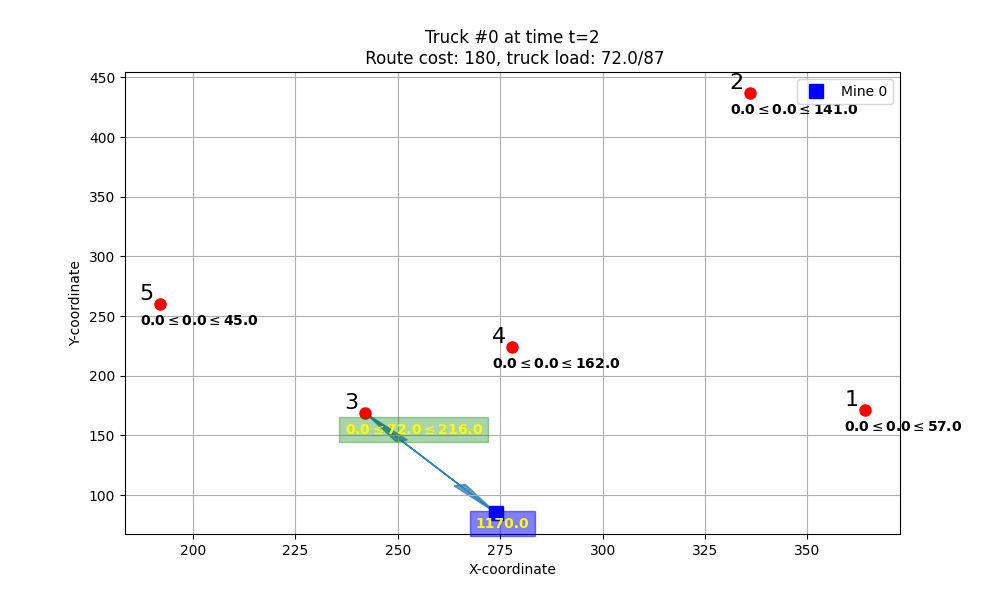 Truck #0 at time t=2
Route cost: 180, truck load: 72.0/87
Mine 0
2
0.0 ≤ 0.0 ≤ 141.0
5
0.0 ≤ 0.0 ≤ 45.0
4
0.0 ≤ 0.0 ≤ 162.0
3
0.0 ≤ 72.0 ≤ 216.0
1
0.0 ≤ 0.0 ≤ 57.0
1170.0
450
400
350
300
250
200
150
100
Y-coordinate
200 225 250 275 300 325 350
X-coordinate